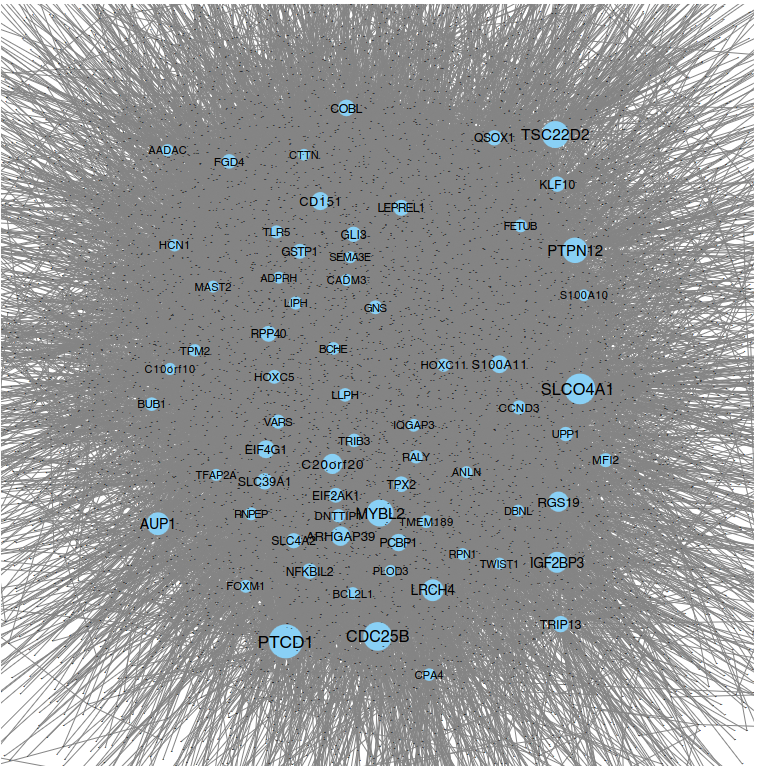 COBL
TSC22D2
QSOX1
AADAC
CTTN
FGD4
KLF10
CD151
LEPREL1
FETUB
TLR5
GLI3
HCN1
GSTP1
PTPN12
SEMA3E
ADPRH
CADM3
MAST2
S100A10
LIPH
GNS
RPP40
TPM2
BCHE
C10orf10
HOXC11
S100A11
HOXC5
SLCO4A1
LLPH
BUB1
CCND3
VARS
IQGAP3
UPP1
TRIB3
EIF4G1
RALY
MFI2
C20orf20
ANLN
TFAP2A
SLC39A1
TPX2
EIF2AK1
RGS19
RNPEP
MYBL2
DBNL
AUP1
TMEM189
SLC4A2
ARHGAP39
PCBP1
RPN1
TWIST1
IGF2BP3
NFKBIL2
PLOD3
FOXM1
BCL2L1
LRCH4
TRIP13
PTCD1
CDC25B
CPA4